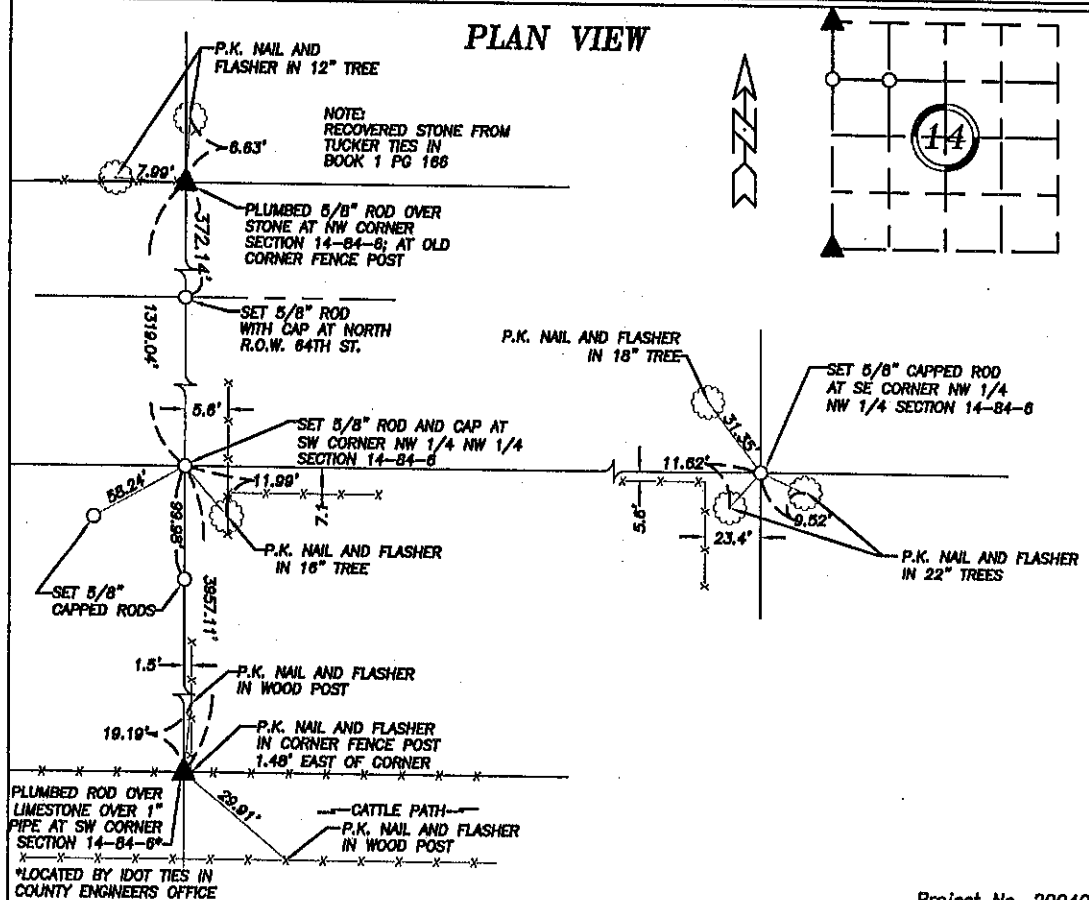 PLAN VIEW
P.K. NAIL AND
FLASHER IN 12" TREE
NOTE:
RECOVERED STONE FROM
TUCKER TIES IN
BOOK 1 PG 166
6.63'
7.99'
14
PLUMBED 5/8" ROD OVER
STONE AT NW CORNER
SECTION 14-84-6; AT OLD
CORNER FENCE POST
372.14'
SET 5/8" ROD
WITH CAP AT NORTH
R.O.W. 64TH ST.
1319.04'
P.K. NAIL AND FLASHER
IN 18" TREE
SET 5/8" CAPPED ROD
AT SE CORNER NW 1/4
NW 1/4 SECTION 14-84-6
5.6'
SET 5/8" ROD AND CAP AT
SW CORNER NW 1/4 NW 1/4
SECTION 14-84-6
31.35'
11.62'
58.24'
11.99'
7.1
99.98'
5.6'
23.4'
9.52'
P.K. NAIL AND FLASHER
IN 16" TREE
P.K. NAIL AND FLASHER
IN 22" TREES
SET 5/8"
CAPPED RODS
3957.11'
1.5'
P.K. NAIL AND FLASHER
IN WOOD POST
19.19'
P.K. NAIL AND FLASHER
IN CORNER FENCE POST
1.48' EAST OF CORNER
PLUMBED ROD OVER
LIMESTONE OVER 1"
PIPE AT SW CORNER
SECTION 14-84-6*
29.91'
CATTLE PATH
P.K. NAIL AND FLASHER
IN WOOD POST
*LOCATED BY IDOT TIES IN
COUNTY ENGINEERS OFFICE